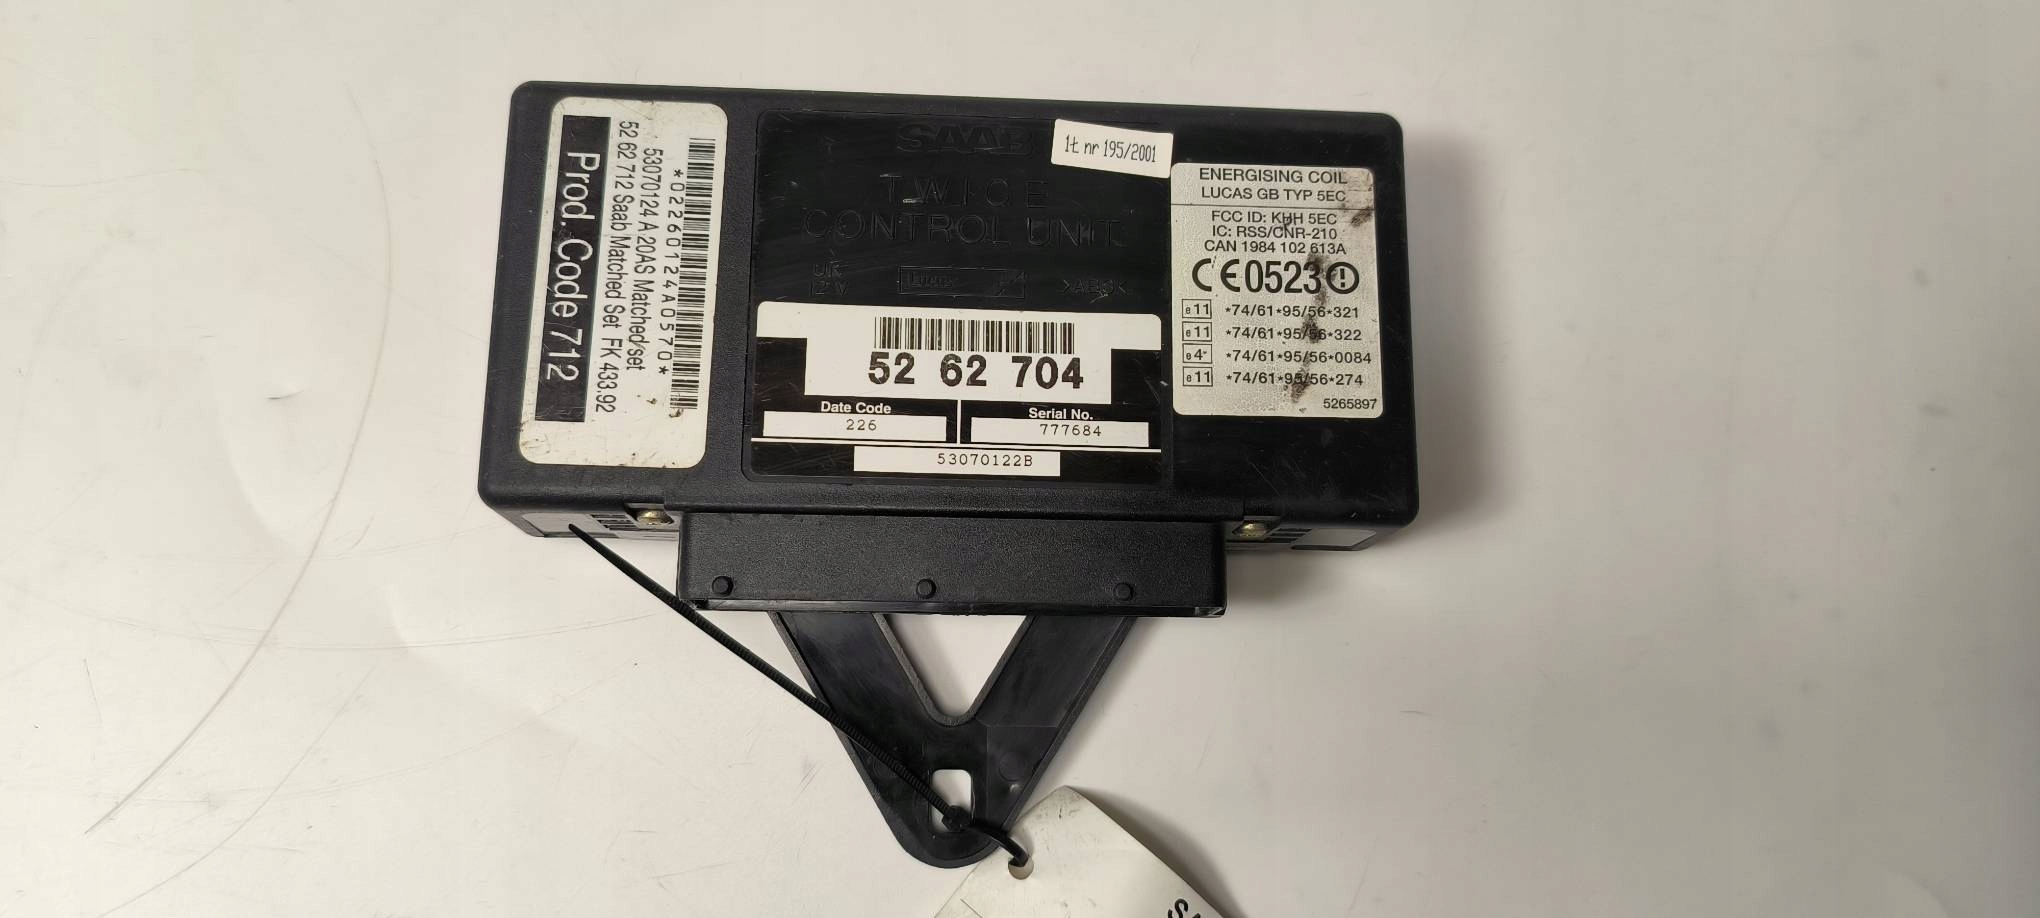 Prod. Code 712
52 62 712 Saab Matched Set FK 433,92
53070124 A 20AS Matched set
*02260124A0570*
SAAB
TWICE
CONTROL UNIT
UK
12 V
Lucas
>ABS<
1t nr 195/2001
52 62 704
Date Code
Serial No.
226
777684
53070122B
ENERGISING COIL
LUCAS GB TYP 5EC
FCC ID: KHH 5EC
IC: RSS/CNR-210
CAN 1984 102 613A
CE0523
e11 *74/61*95/56*321
e11 *74/61*95/56*322
e4 *74/61*95/56*0084
e11 *74/61*95/56*274
5265897